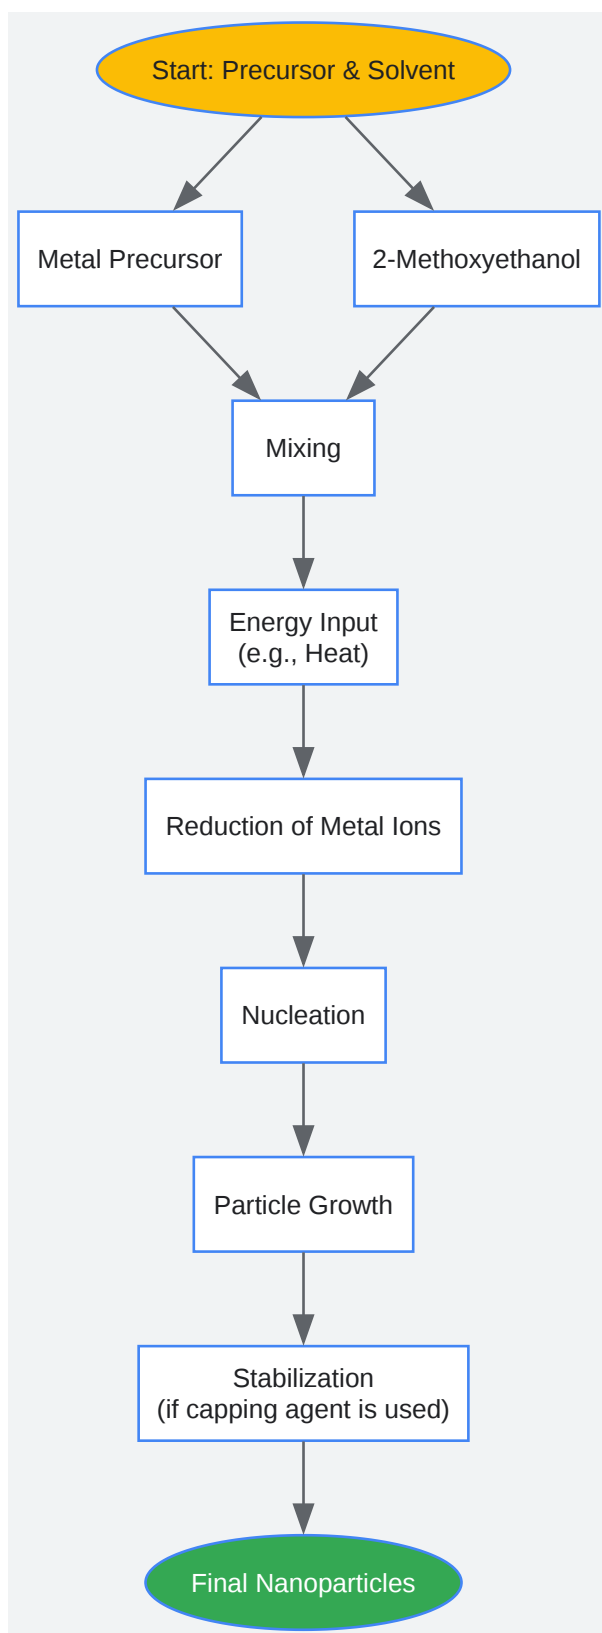 Start: Precursor & Solvent
Metal Precursor
2-Methoxyethanol
Mixing
Energy Input
(e.g., Heat)
Reduction of Metal Ions
Nucleation
Particle Growth
Stabilization
(if capping agent is used)
Final Nanoparticles